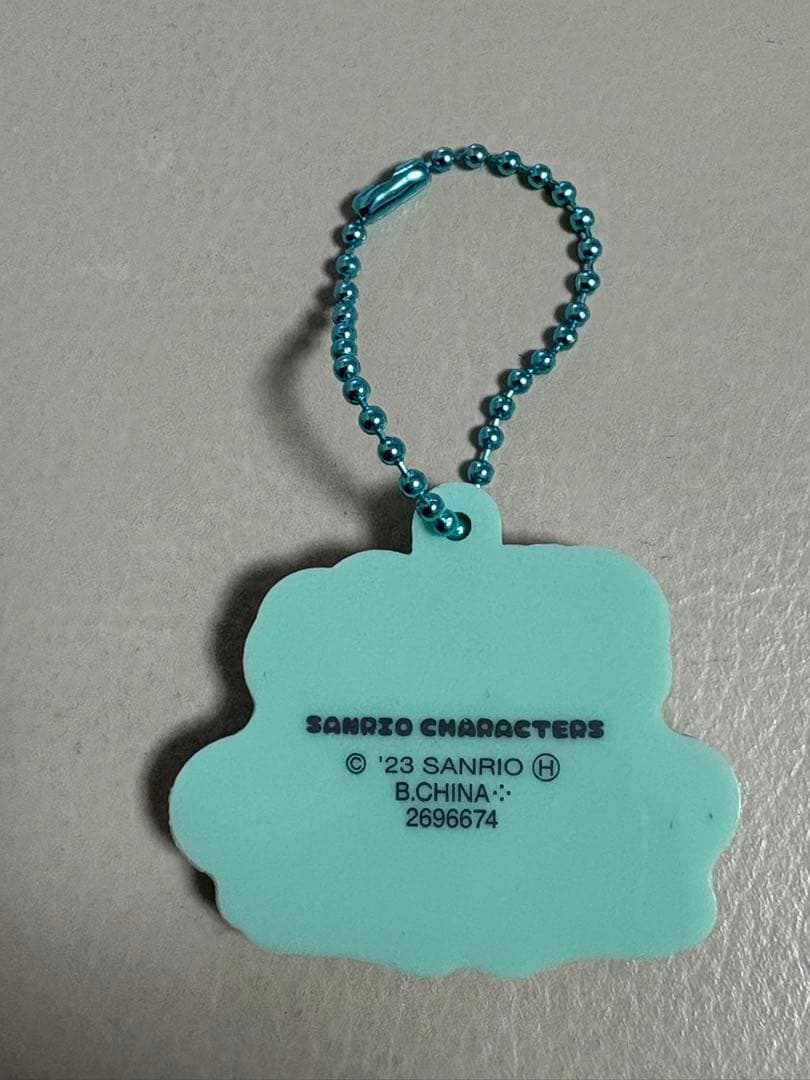 SANRIO CHARACTERS
© '23 SANRIO Ⓗ
B.CHINA⁘
2696674